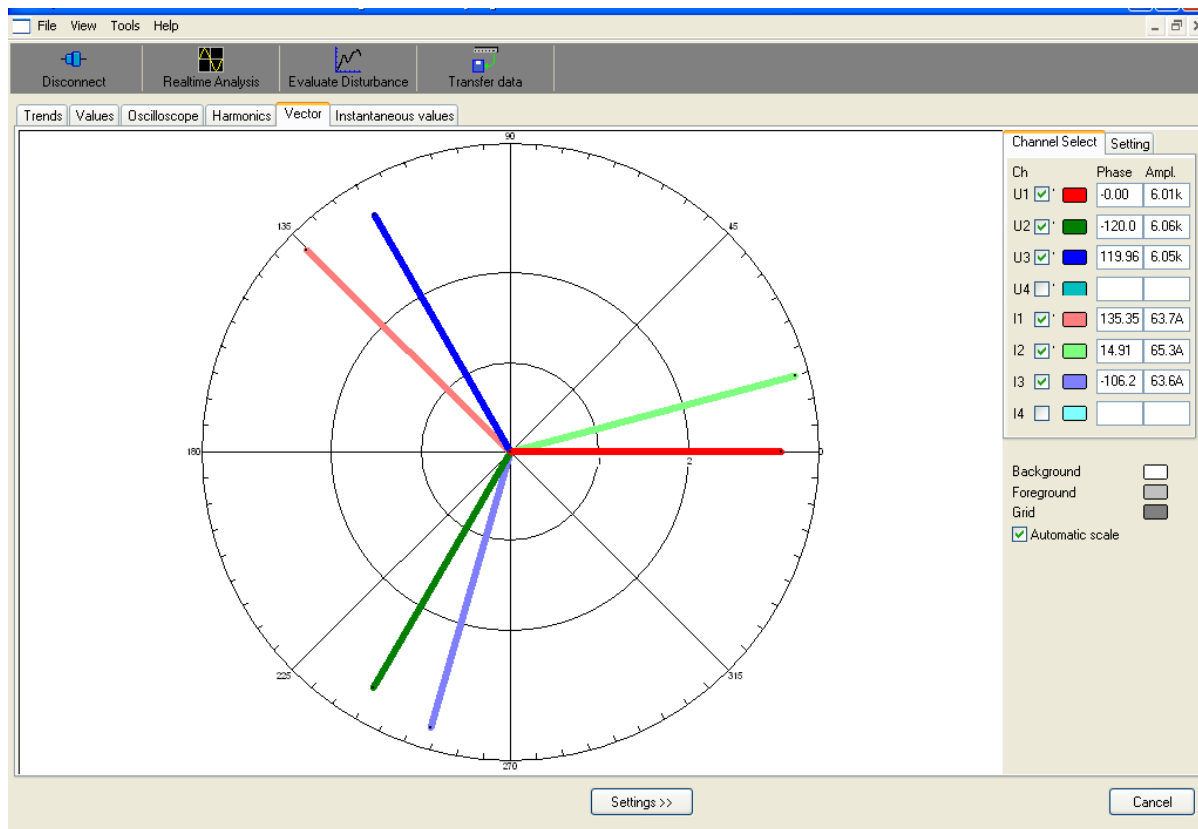 File View Tools Help
Disconnect Realtime Analysis Evaluate Disturbance Transfer data
Trends Values Oscilloscope Harmonics Vector Instantaneous values
90
135 45
180 1 2 0
225 315
270
Channel Select Setting
Ch Phase Ampl.
U1 -0.00 6.01k
U2 -120.0 6.06k
U3 119.96 6.05k
U4
I1 135.35 63.7A
I2 14.91 65.3A
I3 -106.2 63.6A
I4
Background
Foreground
Grid
Automatic scale
Settings >> Cancel